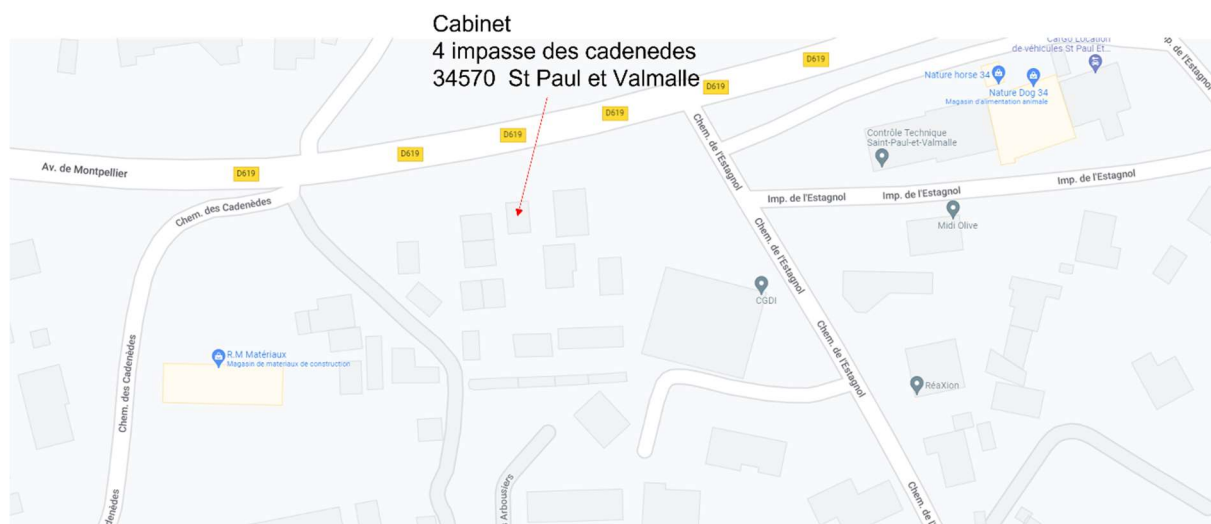 Cabinet
4 impasse des cadenedes
34570  St Paul et Valmalle
Cargo Location
de véhicules St Paul Et...
Nature horse 34
Nature Dog 34
Magasin d'alimentation animale
D619
D619
D619
D619
D619
D619
D619
Contrôle Technique
Saint-Paul-et-Valmalle
Av. de Montpellier
Chem. des Cadenèdes
Chem. de l'Estagnol
Imp. de l'Estagnol
Imp. de l'Estagnol
Imp. de l'Estagnol
Midi Olive
Chem. de l'Estagnol
CGDI
Chem. de l'Estagnol
R.M Matériaux
Magasin de materiaux de construction
Chem. des Cadenèdes
RéaXion
Arbousiers
Chem. de l'Estagnol